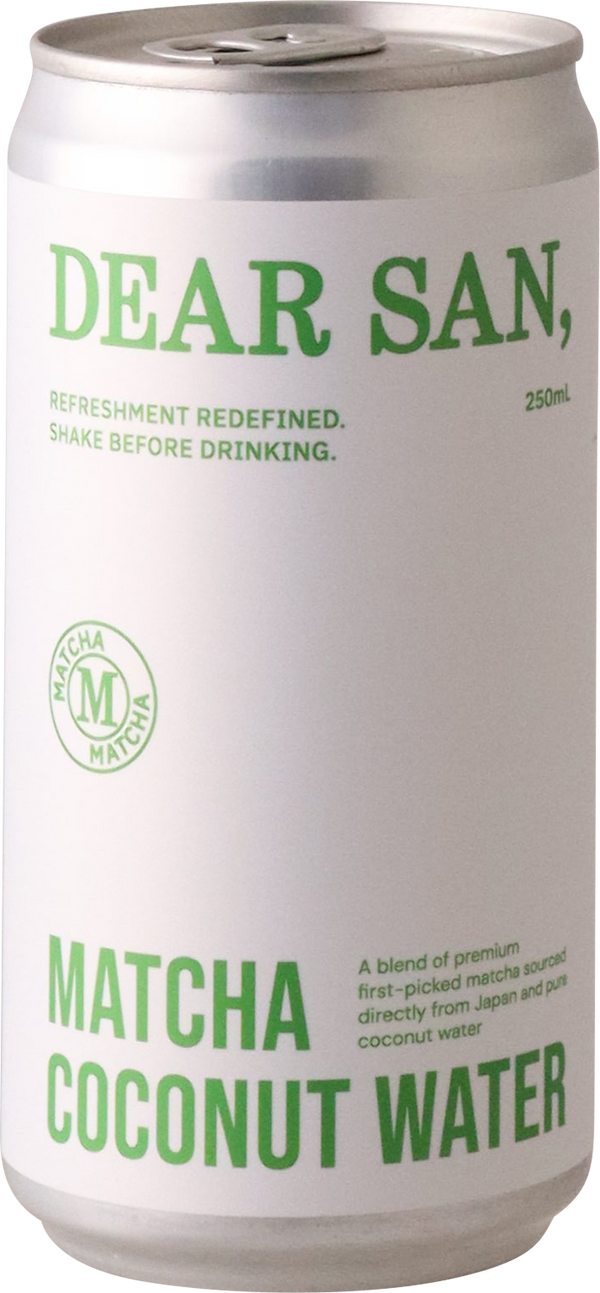 DEAR SAN,
REFRESHMENT REDEFINED.
SHAKE BEFORE DRINKING.
250mL
MATCHA
M
MATCHA
MATCHA
COCONUT WATER
A blend of premium
first-picked matcha sourced
directly from Japan and pure
coconut water